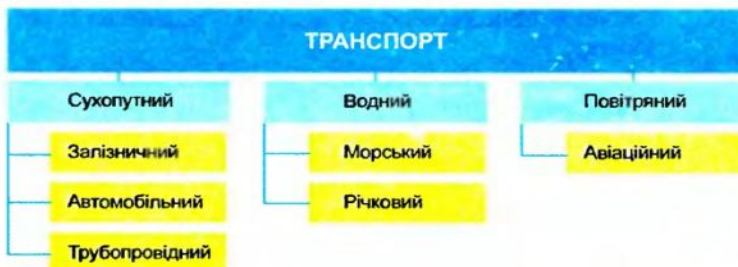 ТРАНСПОРТ
Сухопутний
Залізничний
Автомобільний
Трубопровідний
Водний
Морський
Річковий
Повітряний
Авіаційний